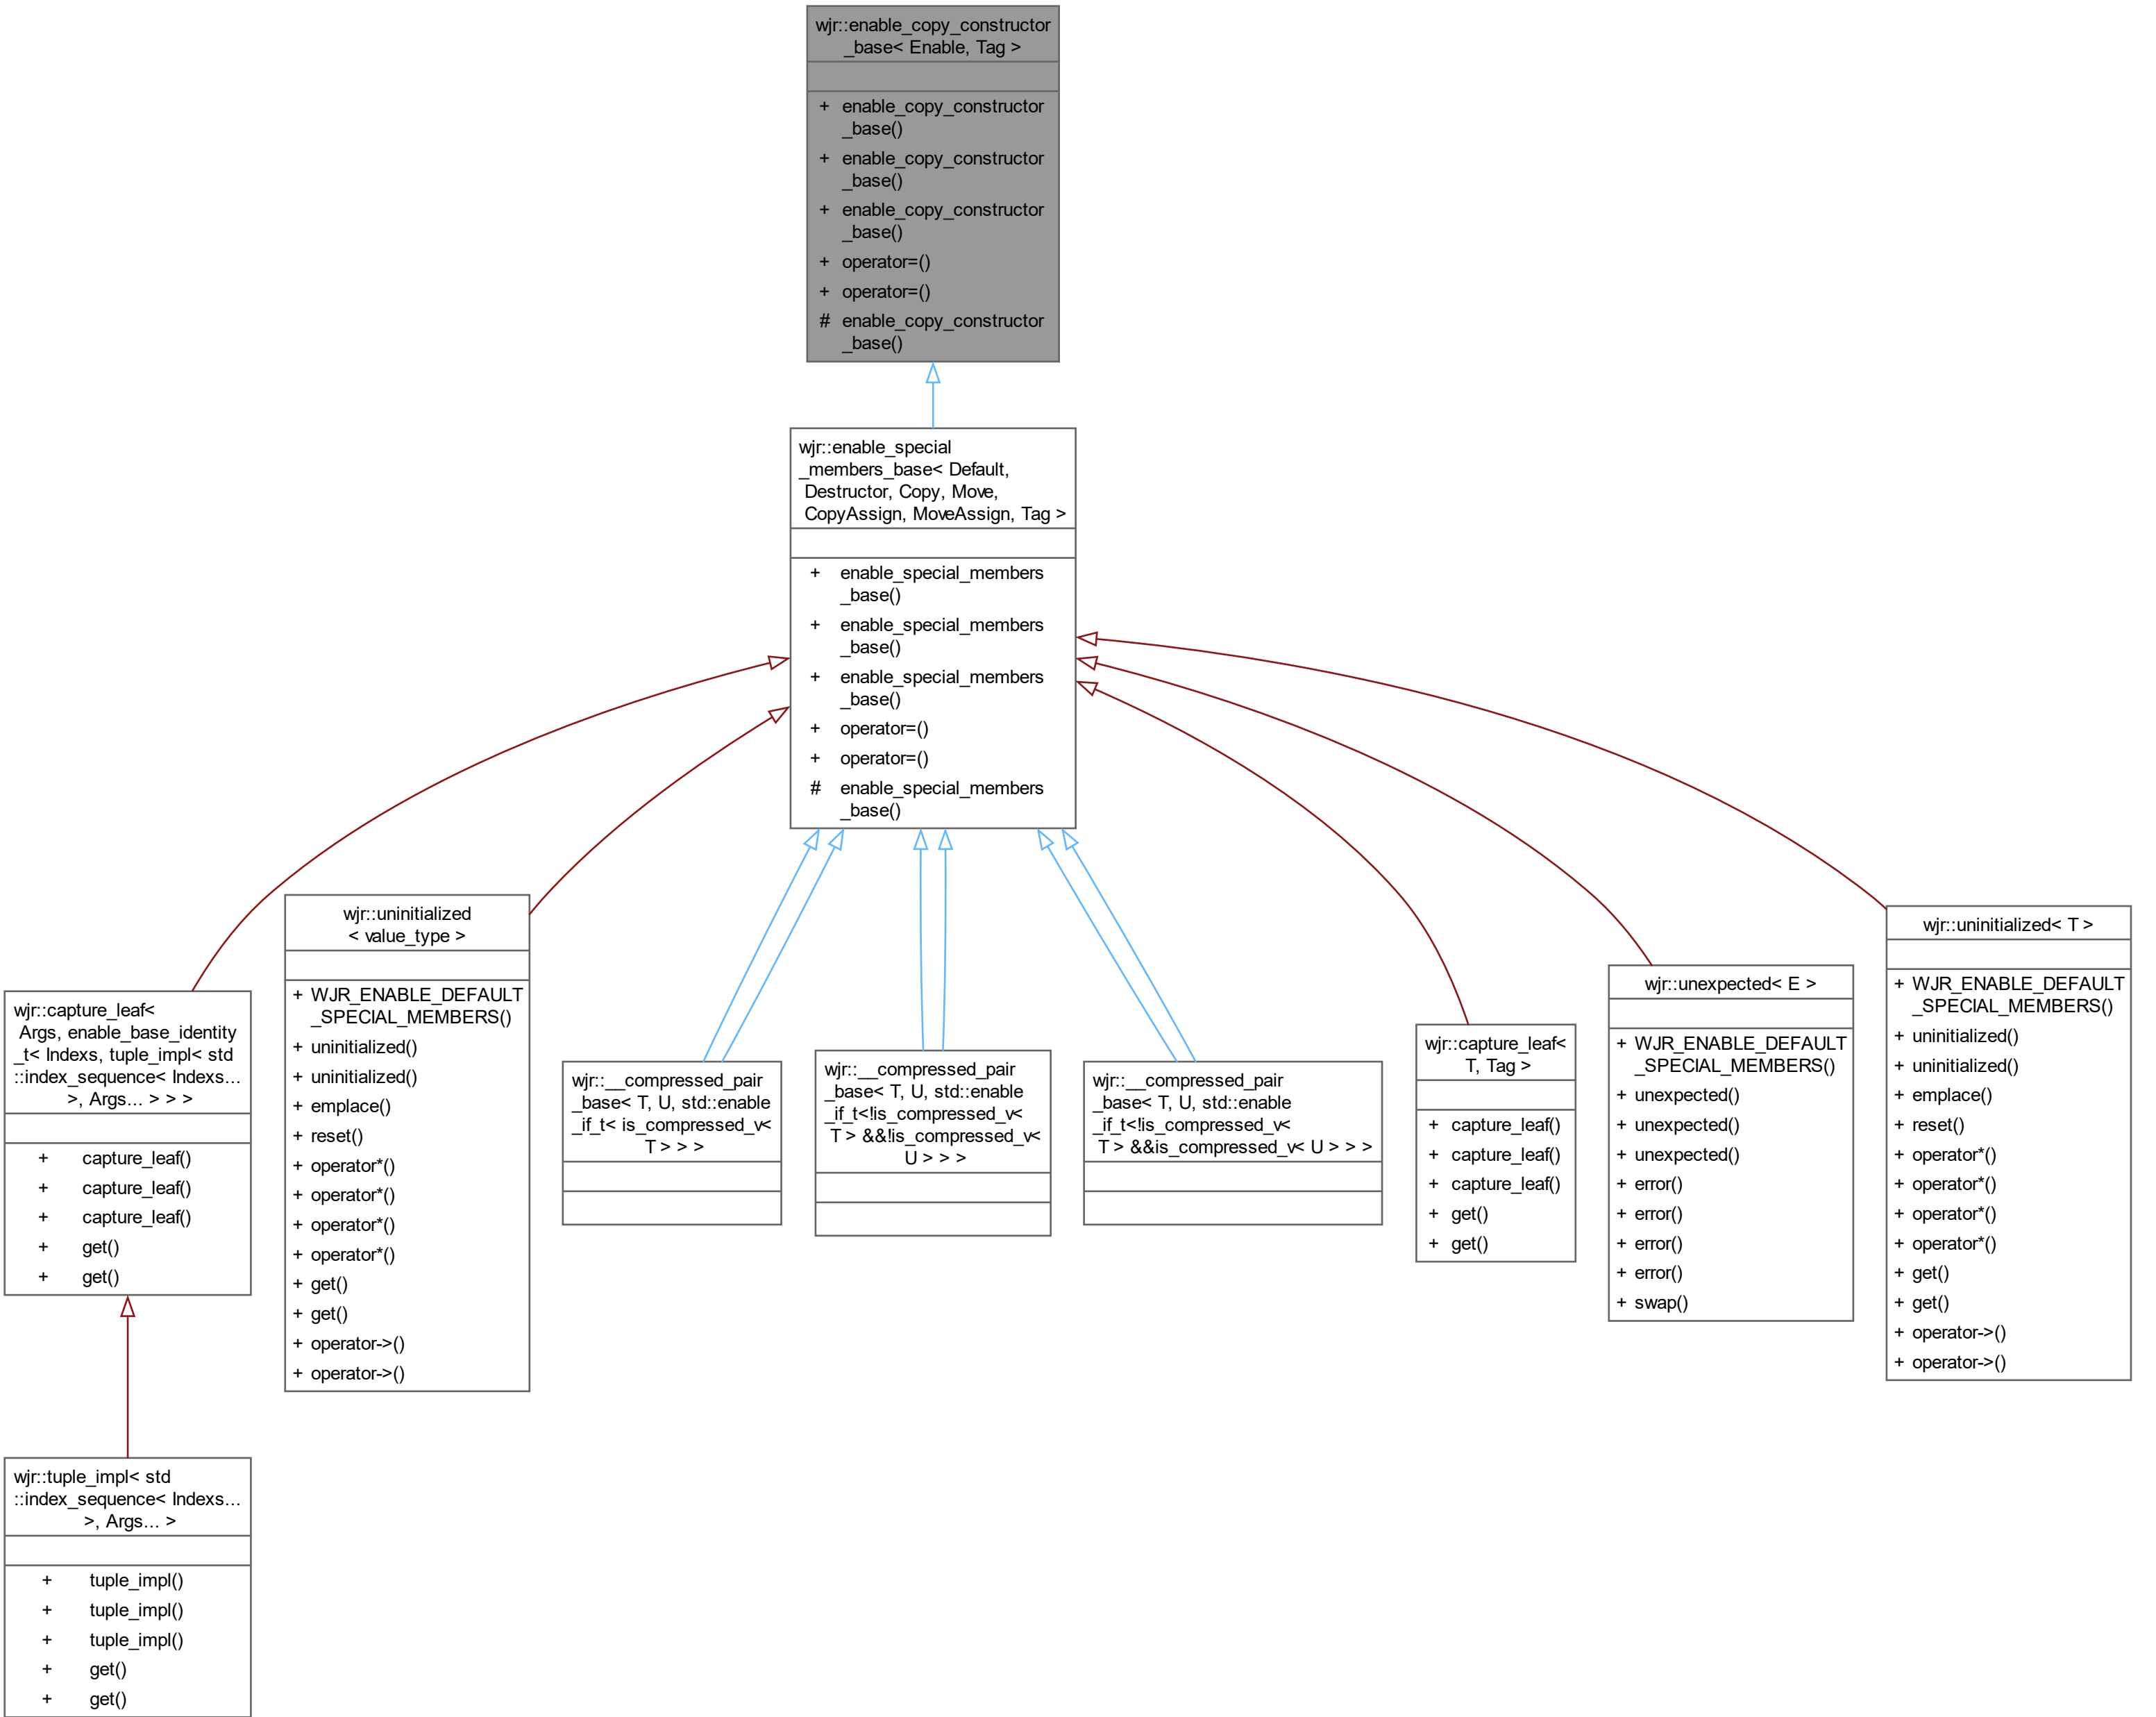 wjr::enable_copy_constructor
_base< Enable, Tag >
+ enable_copy_constructor
_base()
+ enable_copy_constructor
_base()
+ enable_copy_constructor
_base()
+ operator=()
+ operator=()
# enable_copy_constructor
_base()
wjr::enable_special
_members_base< Default,
Destructor, Copy, Move,
CopyAssign, MoveAssign, Tag >
+ enable_special_members
_base()
+ enable_special_members
_base()
+ enable_special_members
_base()
+ operator=()
+ operator=()
# enable_special_members
_base()
wjr::capture_leaf<
Args, enable_base_identity
_t< Indexs, tuple_impl< std
::index_sequence< Indexs...
>, Args... > > >
+ capture_leaf()
+ capture_leaf()
+ capture_leaf()
+ get()
+ get()
wjr::uninitialized
< value_type >
+ WJR_ENABLE_DEFAULT
_SPECIAL_MEMBERS()
+ uninitialized()
+ uninitialized()
+ emplace()
+ reset()
+ operator*()
+ operator*()
+ operator*()
+ operator*()
+ get()
+ get()
+ operator->()
+ operator->()
wjr::__compressed_pair
_base< T, U, std::enable
_if_t< is_compressed_v<
T > > >
wjr::__compressed_pair
_base< T, U, std::enable
_if_t<!is_compressed_v<
T > &&!is_compressed_v<
U > > >
wjr::__compressed_pair
_base< T, U, std::enable
_if_t<!is_compressed_v<
T > &&is_compressed_v< U > > >
wjr::capture_leaf<
T, Tag >
+ capture_leaf()
+ capture_leaf()
+ capture_leaf()
+ get()
+ get()
wjr::unexpected< E >
+ WJR_ENABLE_DEFAULT
_SPECIAL_MEMBERS()
+ unexpected()
+ unexpected()
+ unexpected()
+ error()
+ error()
+ error()
+ error()
+ swap()
wjr::uninitialized< T >
+ WJR_ENABLE_DEFAULT
_SPECIAL_MEMBERS()
+ uninitialized()
+ uninitialized()
+ emplace()
+ reset()
+ operator*()
+ operator*()
+ operator*()
+ operator*()
+ get()
+ get()
+ operator->()
+ operator->()
wjr::tuple_impl< std
::index_sequence< Indexs...
>, Args... >
+ tuple_impl()
+ tuple_impl()
+ tuple_impl()
+ get()
+ get()